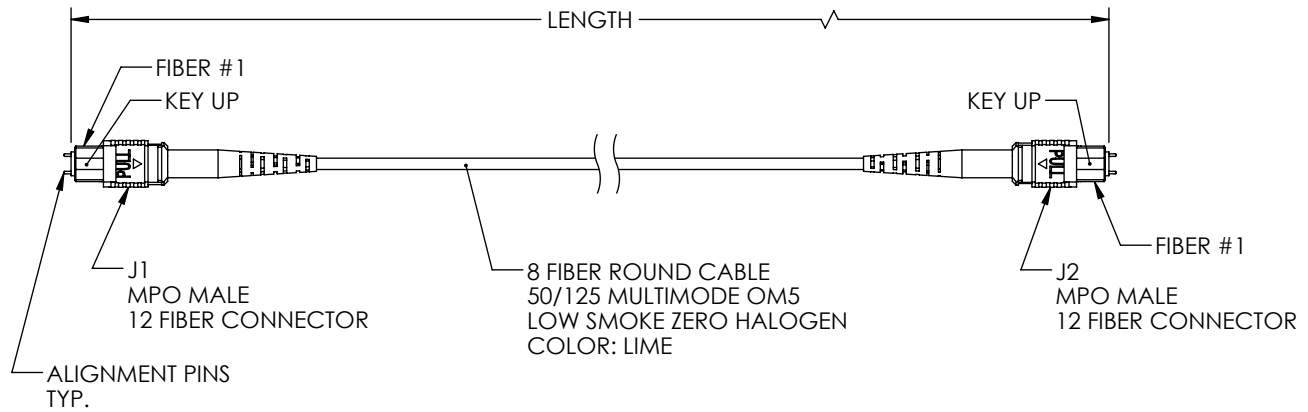 LENGTH
FIBER #1
KEY UP
KEY UP
PULL
PULL
FIBER #1
J1
MPO MALE
12 FIBER CONNECTOR
8 FIBER ROUND CABLE
50/125 MULTIMODE OM5
LOW SMOKE ZERO HALOGEN
COLOR: LIME
J2
MPO MALE
12 FIBER CONNECTOR
ALIGNMENT PINS
TYP.